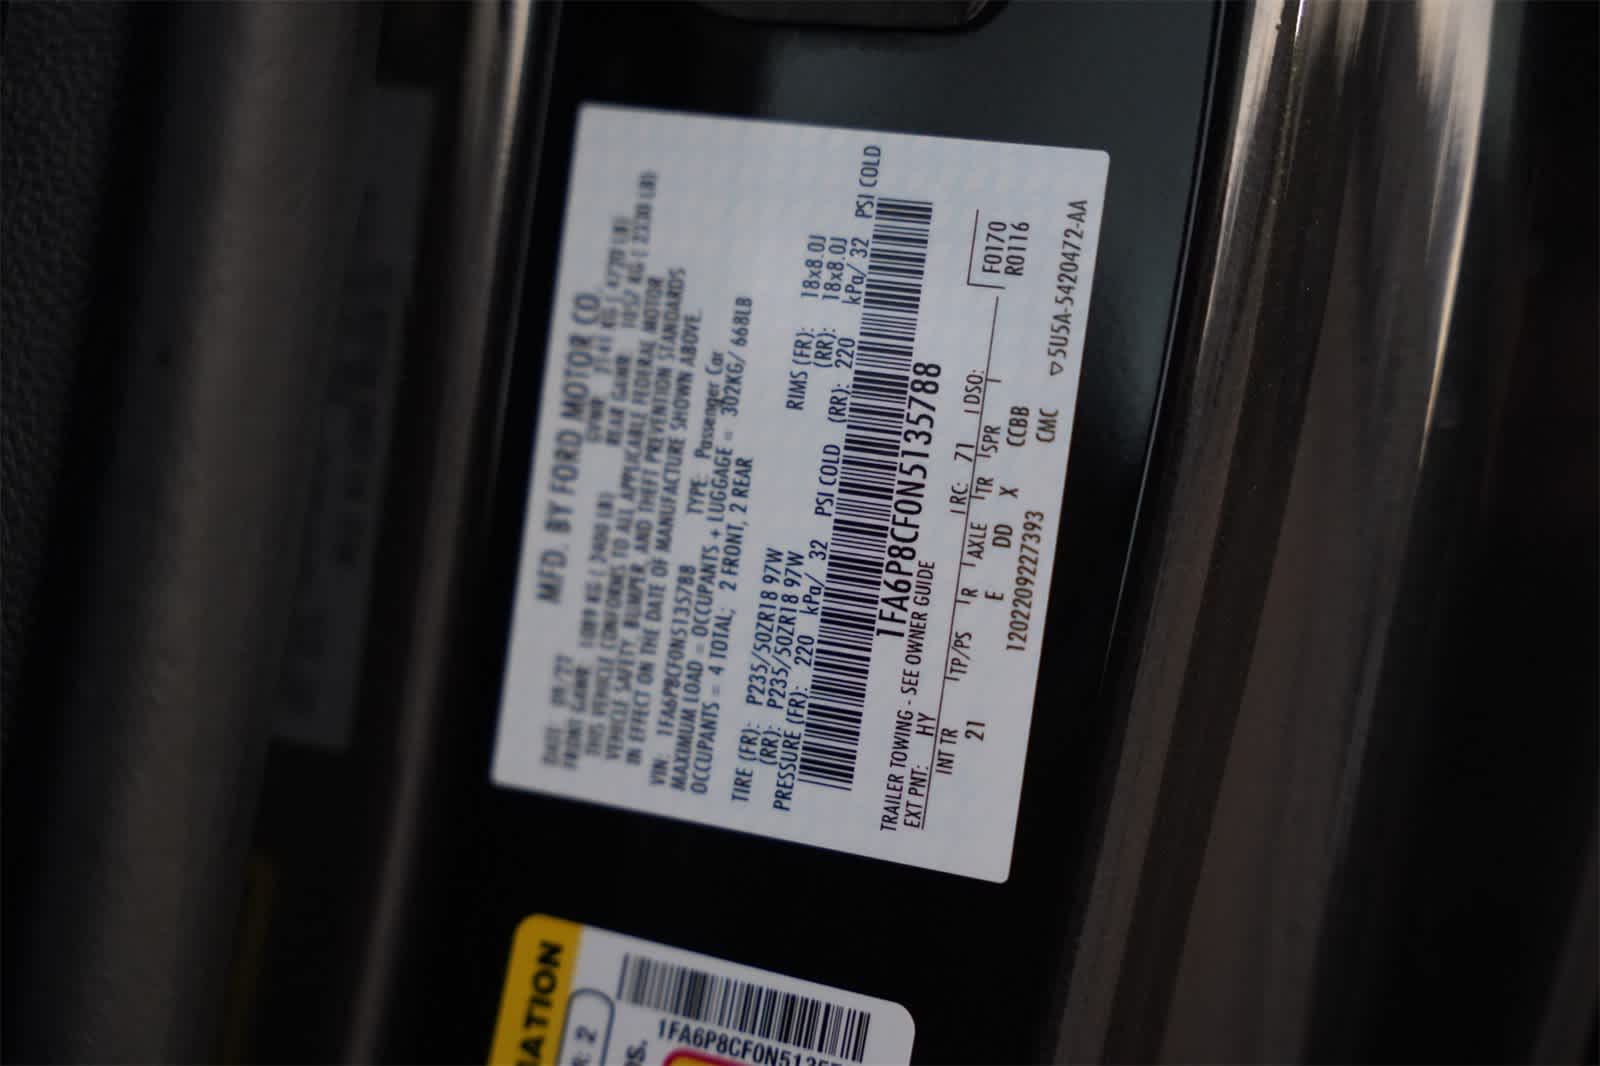 MFD. BY FORD MOTOR CO.
DATE: 09/22 GVWR: 2141 KG ( 4720 LB)
FRONT GAWR: 1089 KG ( 2400 LB) REAR GAWR: 1057 KG ( 2330 LB)
THIS VEHICLE CONFORMS TO ALL APPLICABLE FEDERAL MOTOR
VEHICLE SAFETY, BUMPER, AND THEFT PREVENTION STANDARDS
IN EFFECT ON THE DATE OF MANUFACTURE SHOWN ABOVE.
VIN: 1FA6P8CF0N5135788 TYPE: Passenger Car
MAXIMUM LOAD = OCCUPANTS + LUGGAGE = 302KG/ 668LB
OCCUPANTS = 4 TOTAL; 2 FRONT, 2 REAR
TIRE (FR): P235/50ZR18 97W RIMS (FR): 18x8.0J
(RR): P235/50ZR18 97W (RR): 18x8.0J
PRESSURE (FR): 220 kPa/ 32 PSI COLD (RR): 220 kPa/ 32 PSI COLD
1FA6P8CF0N5135788
TRAILER TOWING - SEE OWNER GUIDE
EXT PNT: HY RC: 71 DSO: F0170
R0116
INT TR TP/PS R AXLE TR SPR
21 E DD X CCBB
1202209227393 CMC
▽5U5A-5420472-AA
ATION
2
OS.
1FA6P8CF0N5135